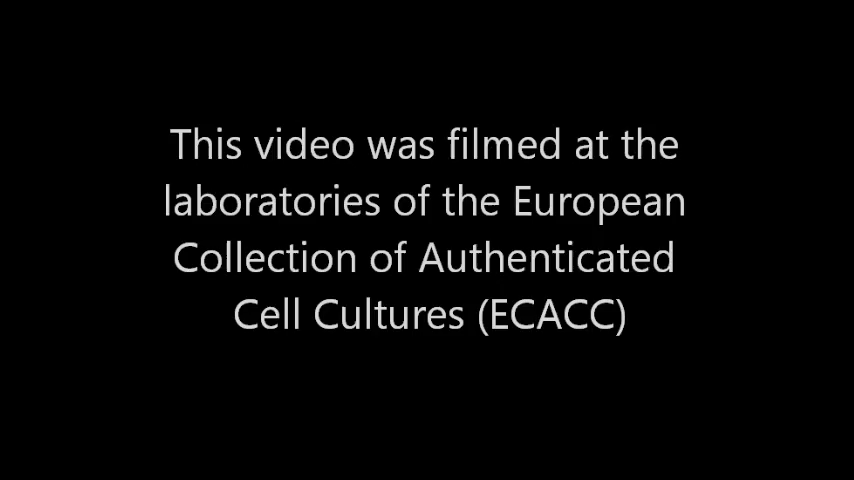 This video was filmed at the
laboratories of the European
Collection of Authenticated
Cell Cultures (ECACC)